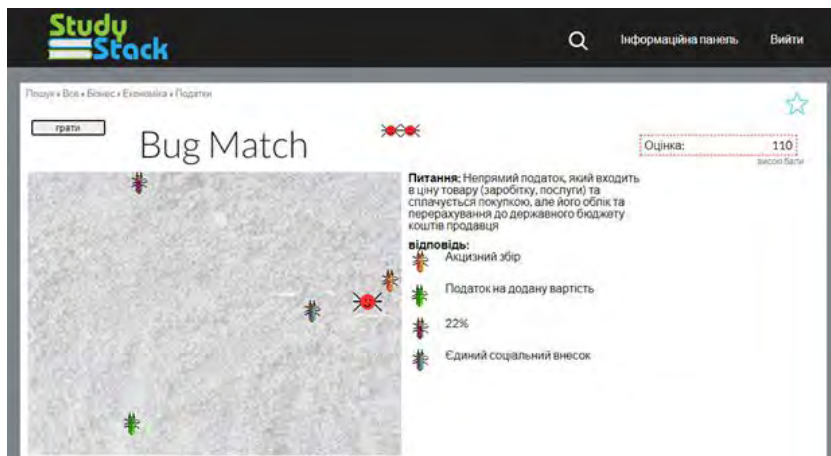 Study
Stack
Інформаційна панель
Вийти
Пошук » Все » Бізнес » Економіка » Податки
грати
Bug Match
Оцінка: 110
високі бали
Питання: Непрямий податок, який входить
в ціну товару (заробітку, послуги) та
сплачується покупкою, але його облік та
перерахування до державного бюджету
коштів продавця
відповідь:
Акцизний збір
Податок на додану вартість
22%
Єдиний соціальний внесок